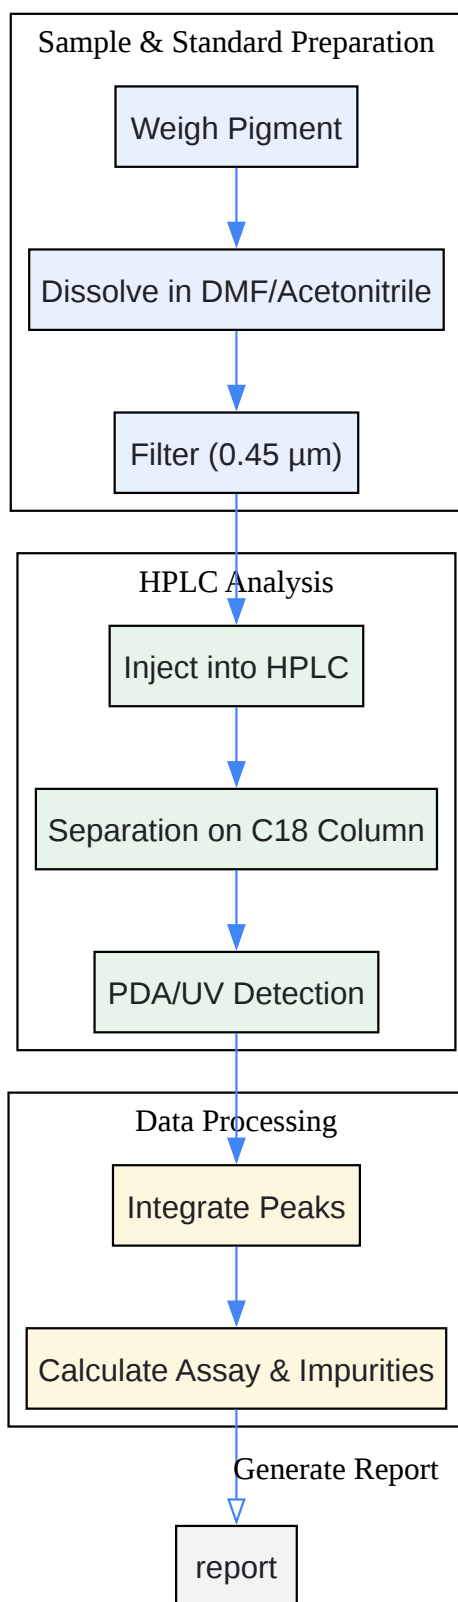 Sample & Standard Preparation
Weigh Pigment
Dissolve in DMF/Acetonitrile
Filter (0.45 µm)
HPLC Analysis
Inject into HPLC
Separation on C18 Column
PDA/UV Detection
Data Processing
Integrate Peaks
Calculate Assay & Impurities
Generate Report
report